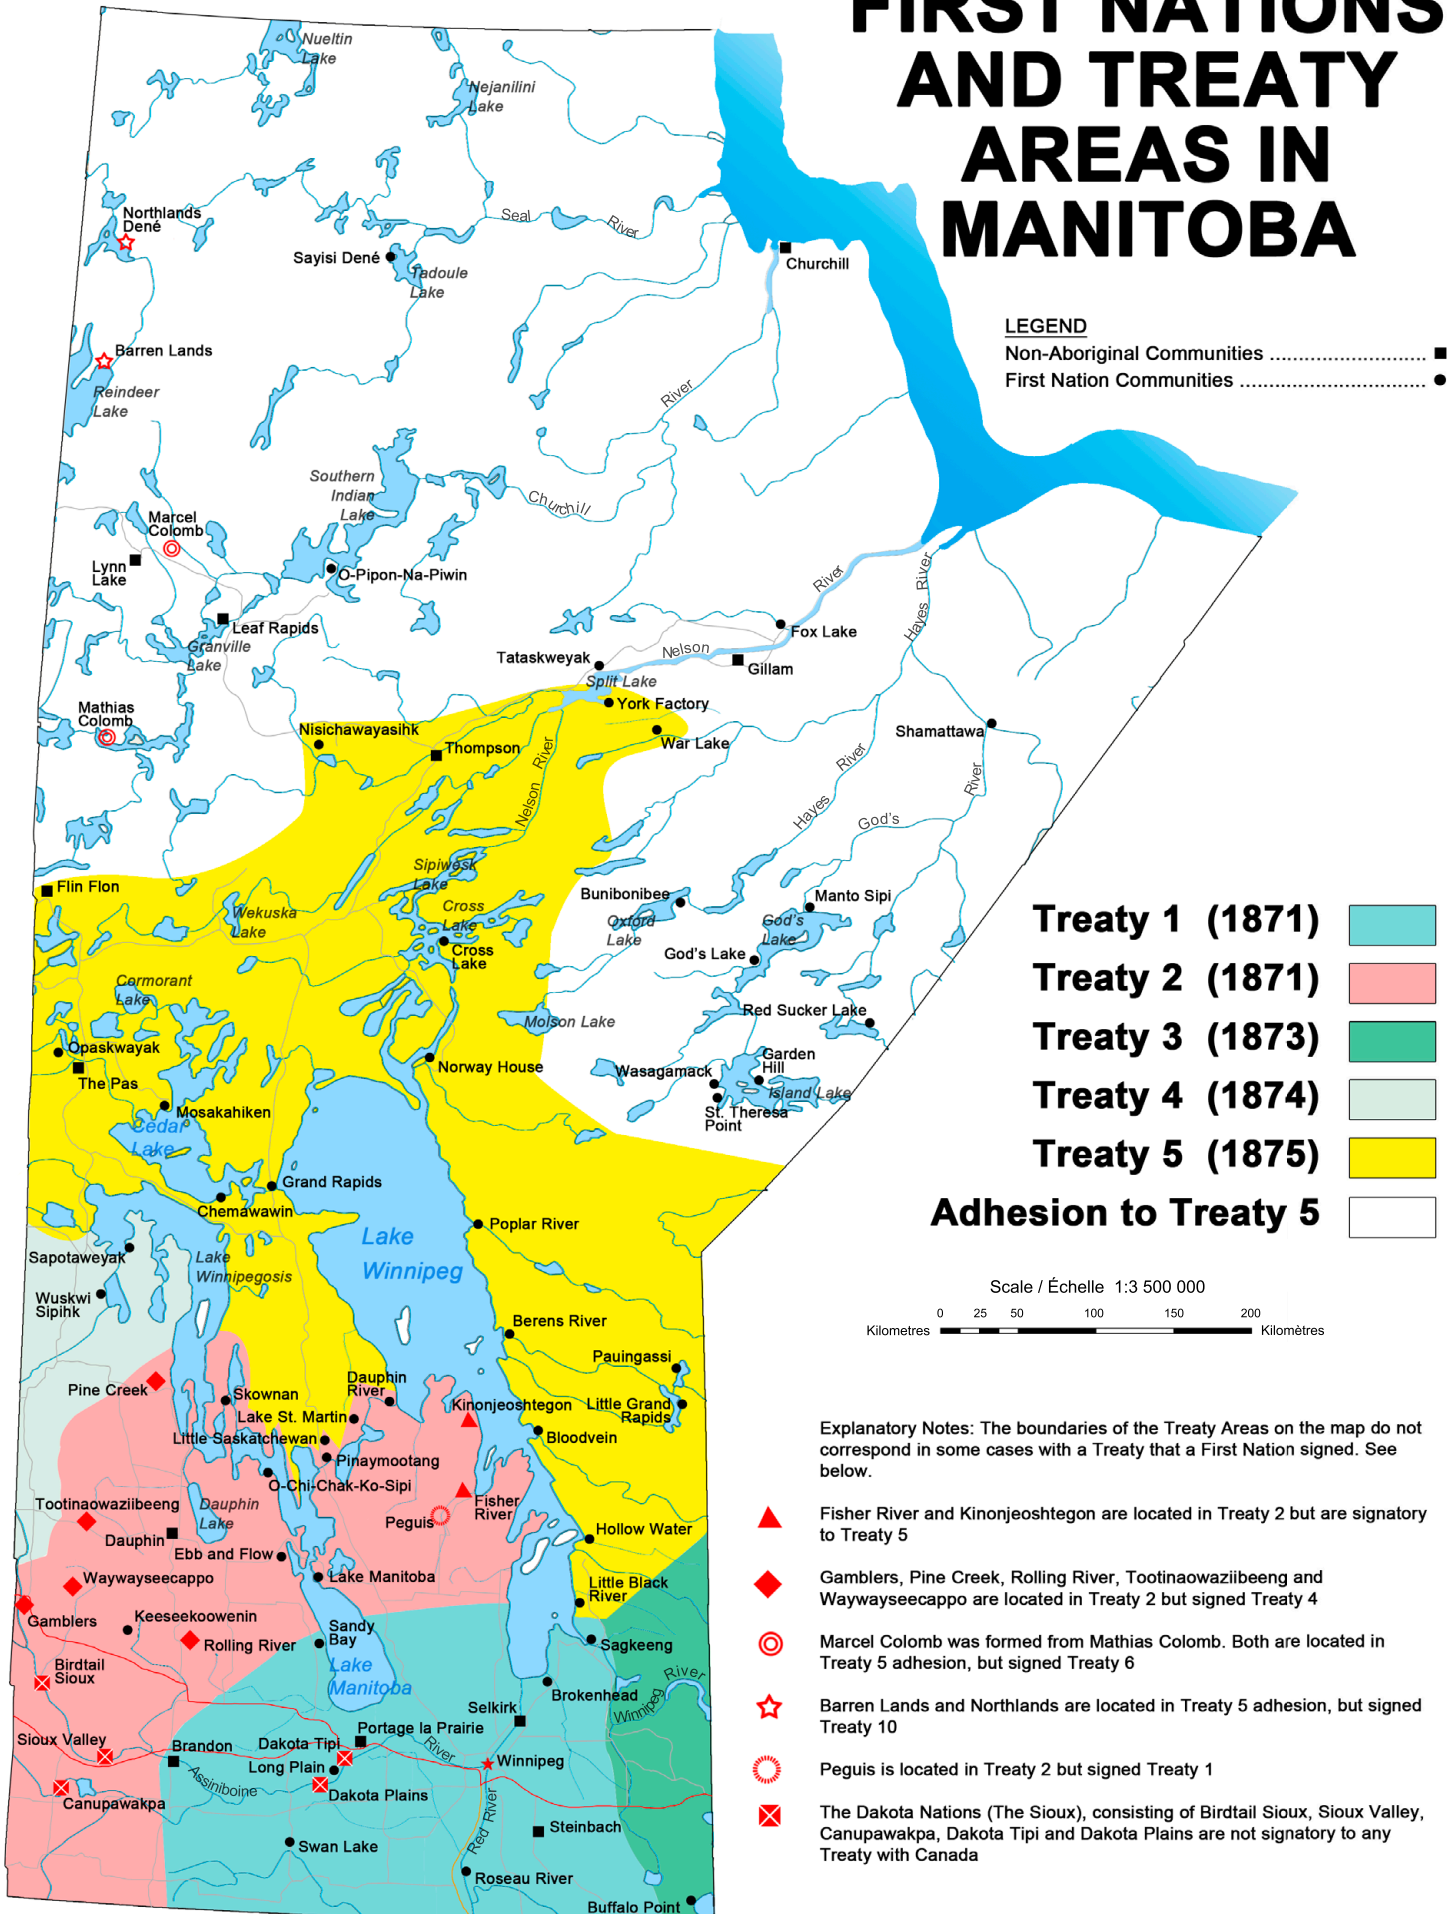 FIRST NATIONS
AND TREATY
AREAS IN
MANITOBA
LEGEND
Non-Aboriginal Communities ...........................
First Nation Communities ................................
Nueltin
Lake
Nejanilini
Lake
Northlands
Dené
Seal
River
Sayisi Dené
Tadoule
Lake
Churchill
Barren Lands
Reindeer
Lake
River
Southern
Indian
Lake
Churchill
Marcel
Colomb
Lynn
Lake
O-Pipon-Na-Piwin
River
Hayes River
Leaf Rapids
Granville
Lake
Fox Lake
Nelson
Gillam
Tataskweyak
Split Lake
York Factory
Mathias
Colomb
Nisichawayasihk
Thompson
War Lake
Shamattawa
Nelson River
Hayes River
River
God's
Sipiwesk
Lake
Flin Flon
Wekuska
Lake
Cross
Lake
Cross
Lake
Bunibonibee
Oxford
Lake
Manto Sipi
God's
Lake
God's Lake
Cormorant
Lake
Molson Lake
Red Sucker Lake
Opaskwayak
The Pas
Norway House
Wasagamack
Garden
Hill
Island Lake
St. Theresa
Point
Mosakahiken
Cedar
Lake
Grand Rapids
Chemawawin
Poplar River
Lake
Winnipeg
Sapotaweyak
Lake
Winnipegosis
Wuskwi
Sipihk
Berens River
Pauingassi
Pine Creek
Skownan
Dauphin
River
Lake St. Martin
Kinonjeoshtegon
Little Grand
Rapids
Little Saskatchewan
Bloodvein
Pinaymootang
O-Chi-Chak-Ko-Sipi
Tootinaowaziibeeng
Dauphin
Lake
Fisher
River
Peguis
Dauphin
Ebb and Flow
Hollow Water
Waywayseecappo
Lake Manitoba
Little Black
River
Gamblers
Keeseekoowenin
Rolling River
Sandy
Bay
Sagkeeng
Lake
Manitoba
Birdtail
Sioux
Brokenhead
Winnipeg River
Selkirk
Sioux Valley
Brandon
Portage la Prairie
Dakota Tipi
River
Long Plain
Winnipeg
Assiniboine
Dakota Plains
Canupawakpa
Red River
Steinbach
Swan Lake
Roseau River
Buffalo Point
Treaty 1 (1871)
Treaty 2 (1871)
Treaty 3 (1873)
Treaty 4 (1874)
Treaty 5 (1875)
Adhesion to Treaty 5
Scale / Échelle 1:3 500 000
0 25 50 100 150 200
Kilometres Kilomètres
Explanatory Notes: The boundaries of the Treaty Areas on the map do not
correspond in some cases with a Treaty that a First Nation signed. See
below.
Fisher River and Kinonjeoshtegon are located in Treaty 2 but are signatory
to Treaty 5
Gamblers, Pine Creek, Rolling River, Tootinaowaziibeeng and
Waywayseecappo are located in Treaty 2 but signed Treaty 4
Marcel Colomb was formed from Mathias Colomb. Both are located in
Treaty 5 adhesion, but signed Treaty 6
Barren Lands and Northlands are located in Treaty 5 adhesion, but signed
Treaty 10
Peguis is located in Treaty 2 but signed Treaty 1
The Dakota Nations (The Sioux), consisting of Birdtail Sioux, Sioux Valley,
Canupawakpa, Dakota Tipi and Dakota Plains are not signatory to any
Treaty with Canada